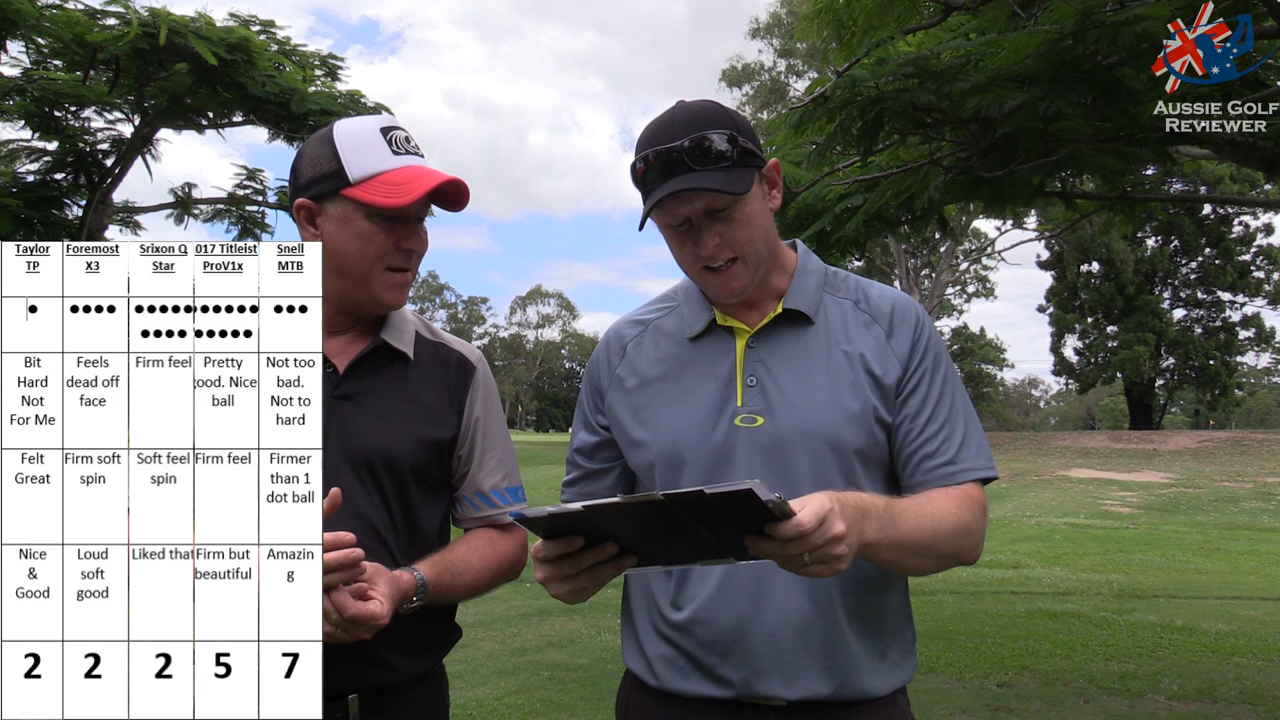 AUSSIE GOLF
REVIEWER
Taylor
TP
Foremost
X3
Srixon Q
Star
017 Titleist
ProV1x
Snell
MTB
Bit
Hard
Not
For Me
Feels
dead off
face
Firm feel
Pretty
ood. Nice
ball
Not too
bad.
Not to
hard
Felt
Great
Firm soft
spin
Soft feel
spin
Firm feel
Firmer
than 1
dot ball
Nice
&
Good
Loud
soft
good
Liked that
Firm but
beautiful
Amazin
g
2
2
2
5
7